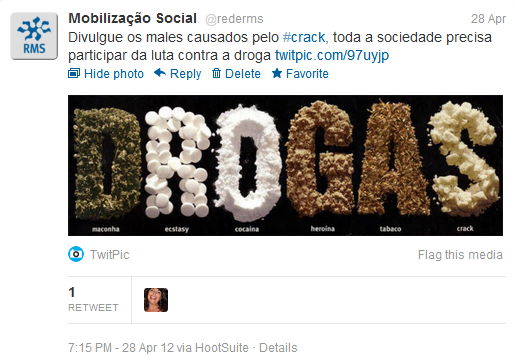 Mobilização Social @rederms 28 Apr
Divulgue os males causados pelo #crack, toda a sociedade precisa
participar da luta contra a droga twitpic.com/97uyjp
Hide photo Reply Delete Favorite
RMS
DROGAS
maconha ecstasy cocaína heroína tabaco crack
TwitPic Flag this media
1
RETWEET
7:15 PM - 28 Apr 12 via HootSuite · Details